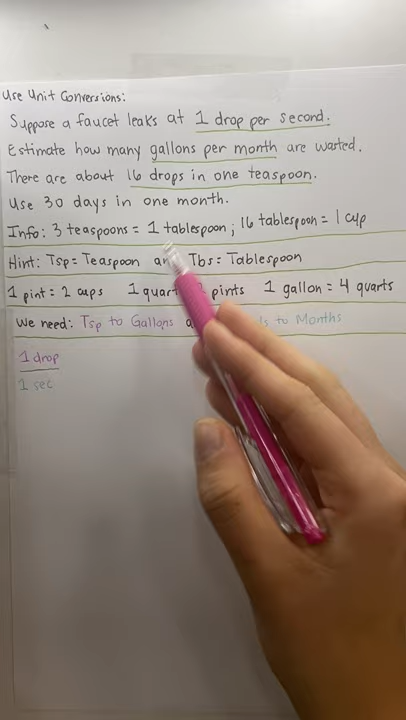 Use Unit Conversions:
Suppose a faucet leaks at 1 drop per second.
Estimate how many gallons per month are wasted.
There are about 16 drops in one teaspoon.
Use 30 days in one month.
Info: 3 teaspoons = 1 tablespoon ; 16 tablespoon = 1 cup
Hint: Tsp = Teaspoon an Tbs = Tablespoon
1 pint = 2 cups 1 quart pints 1 gallon = 4 quarts
We need: Tsp to Gallons to Months
1 drop
1 sec